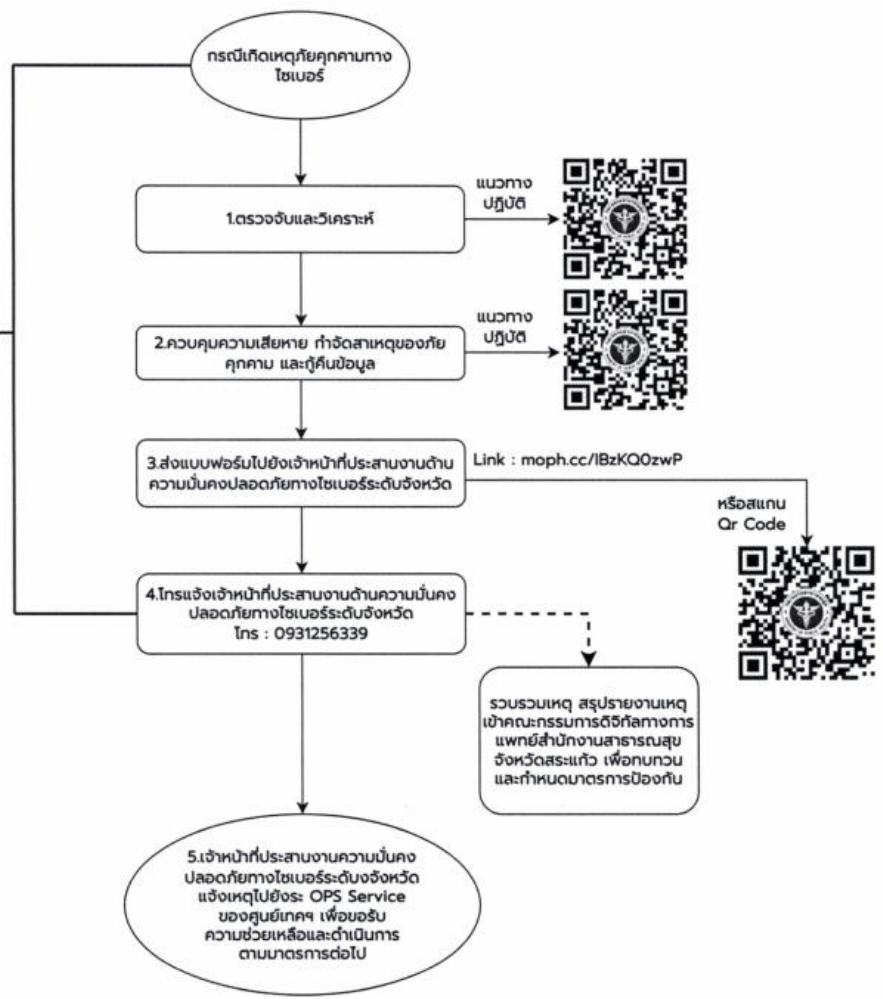 กรณีเกิดเหตุภัยคุกคามทาง
ไซเบอร์
1.ตรวจจับและวิเคราะห์
แนวทาง
ปฏิบัติ
2.ควบคุมความเสียหาย กำจัดสาเหตุของภัย
คุกคาม และกู้คืนข้อมูล
แนวทาง
ปฏิบัติ
3.ส่งแบบฟอร์มไปยังเจ้าหน้าที่ประสานงานด้าน
ความมั่นคงปลอดภัยทางไซเบอร์ระดับจังหวัด
Link : moph.cc/lBzKQ0zwP
หรือสแกน
Qr Code
4.โทรแจ้งเจ้าหน้าที่ประสานงานด้านความมั่นคง
ปลอดภัยทางไซเบอร์ระดับจังหวัด
โทร : 0931256339
รวบรวมเหตุ สรุปรายงานเหตุ
เข้าคณะกรรมการดิจิทัลทางการ
แพทย์สำนักงานสาธารณสุข
จังหวัดสระแก้ว เพื่อทบทวน
และกำหนดมาตรการป้องกัน
5.เจ้าหน้าที่ประสานงานความมั่นคง
ปลอดภัยทางไซเบอร์ระดับงจังหวัด
แจ้งเหตุไปยังระ OPS Service
ของศูนย์เทคฯ เพื่อขอรับ
ความช่วยเหลือและดำเนินการ
ตามมาตรการต่อไป